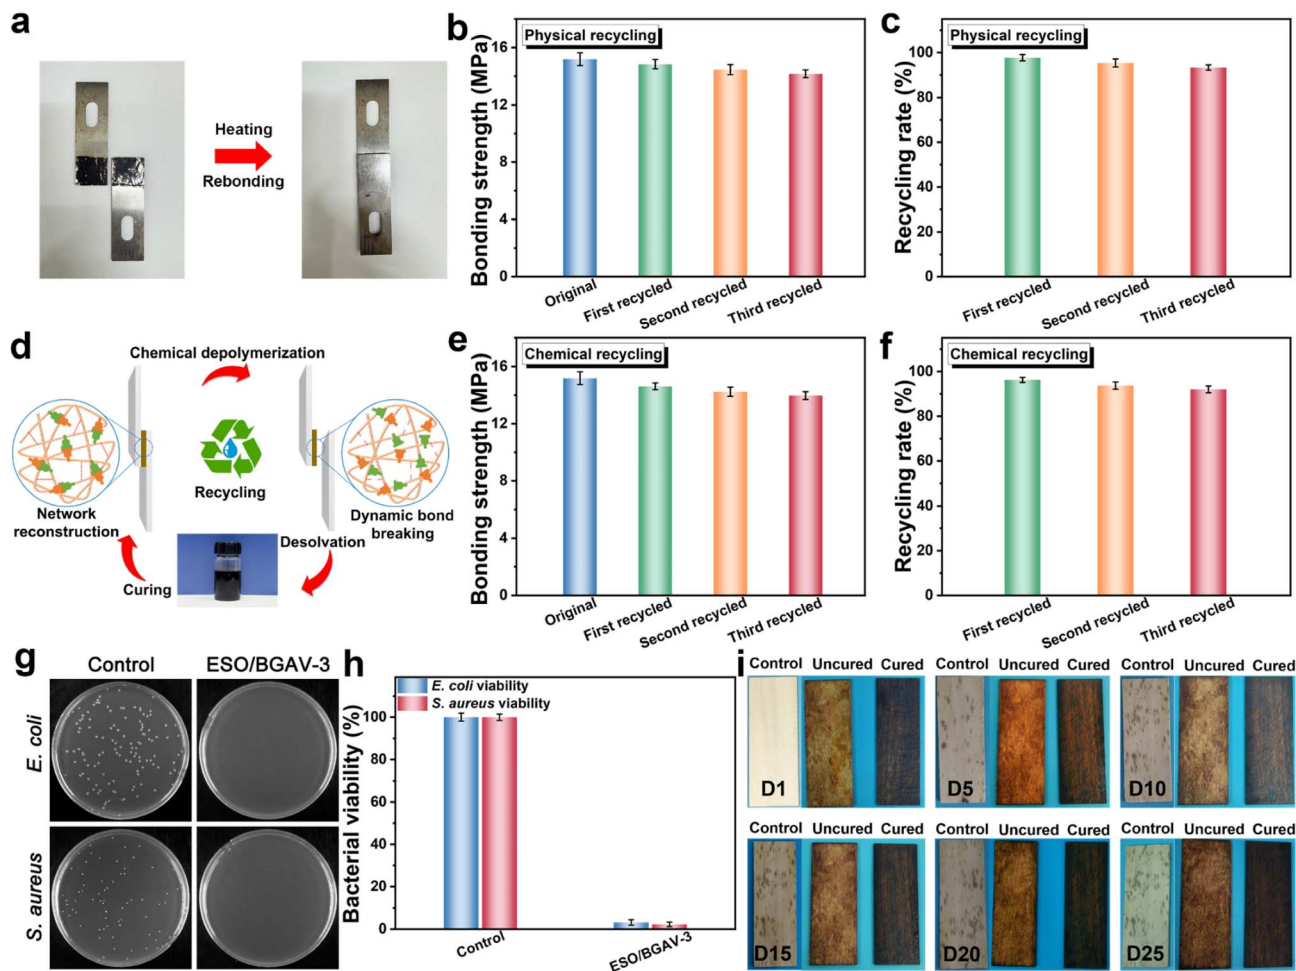 a
Heating
Rebonding
b
Physical recycling
Bonding strength (MPa)
16
12
8
4
0
Original
First recycled
Second recycled
Third recycled
c
Physical recycling
Recycling rate (%)
100
80
60
40
20
0
First recycled
Second recycled
Third recycled
d
Chemical depolymerization
Recycling
Network
reconstruction
Dynamic bond
breaking
Desolvation
Curing
e
Chemical recycling
Bonding strength (MPa)
16
14
12
10
8
6
4
2
0
Original
First recycled
Second recycled
Third recycled
f
Chemical recycling
Recycling rate (%)
100
80
60
40
20
0
First recycled
Second recycled
Third recycled
g
Control
ESO/BGAV-3
E. coli
S. aureus
h
E. coli viability
S. aureus viability
Bacterial viability (%)
100
80
60
40
20
0
Control
ESO/BGAV-3
i
Control Uncured Cured
D1
Control Uncured Cured
D5
Control Uncured Cured
D10
Control Uncured Cured
D15
Control Uncured Cured
D20
Control Uncured Cured
D25